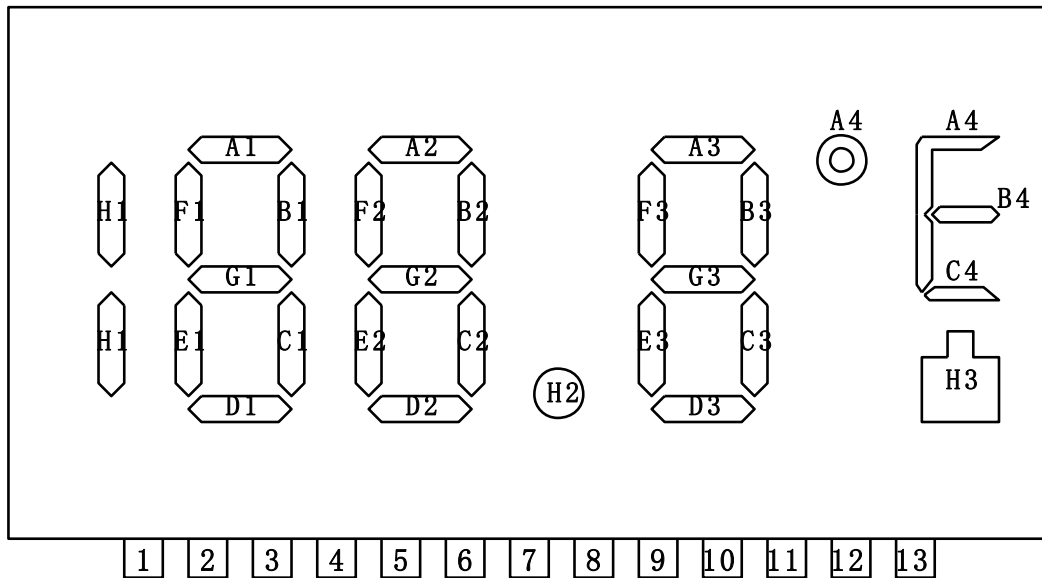 A4 A4
A1 A2 A3
H1 F1 B1 F2 B2 F3 B3 B4
G1 G2 G3 C4
H1 E1 C1 E2 C2 E3 C3
H3
H2
D1 D2 D3
1 2 3 4 5 6 7 8 9 10 11 12 13